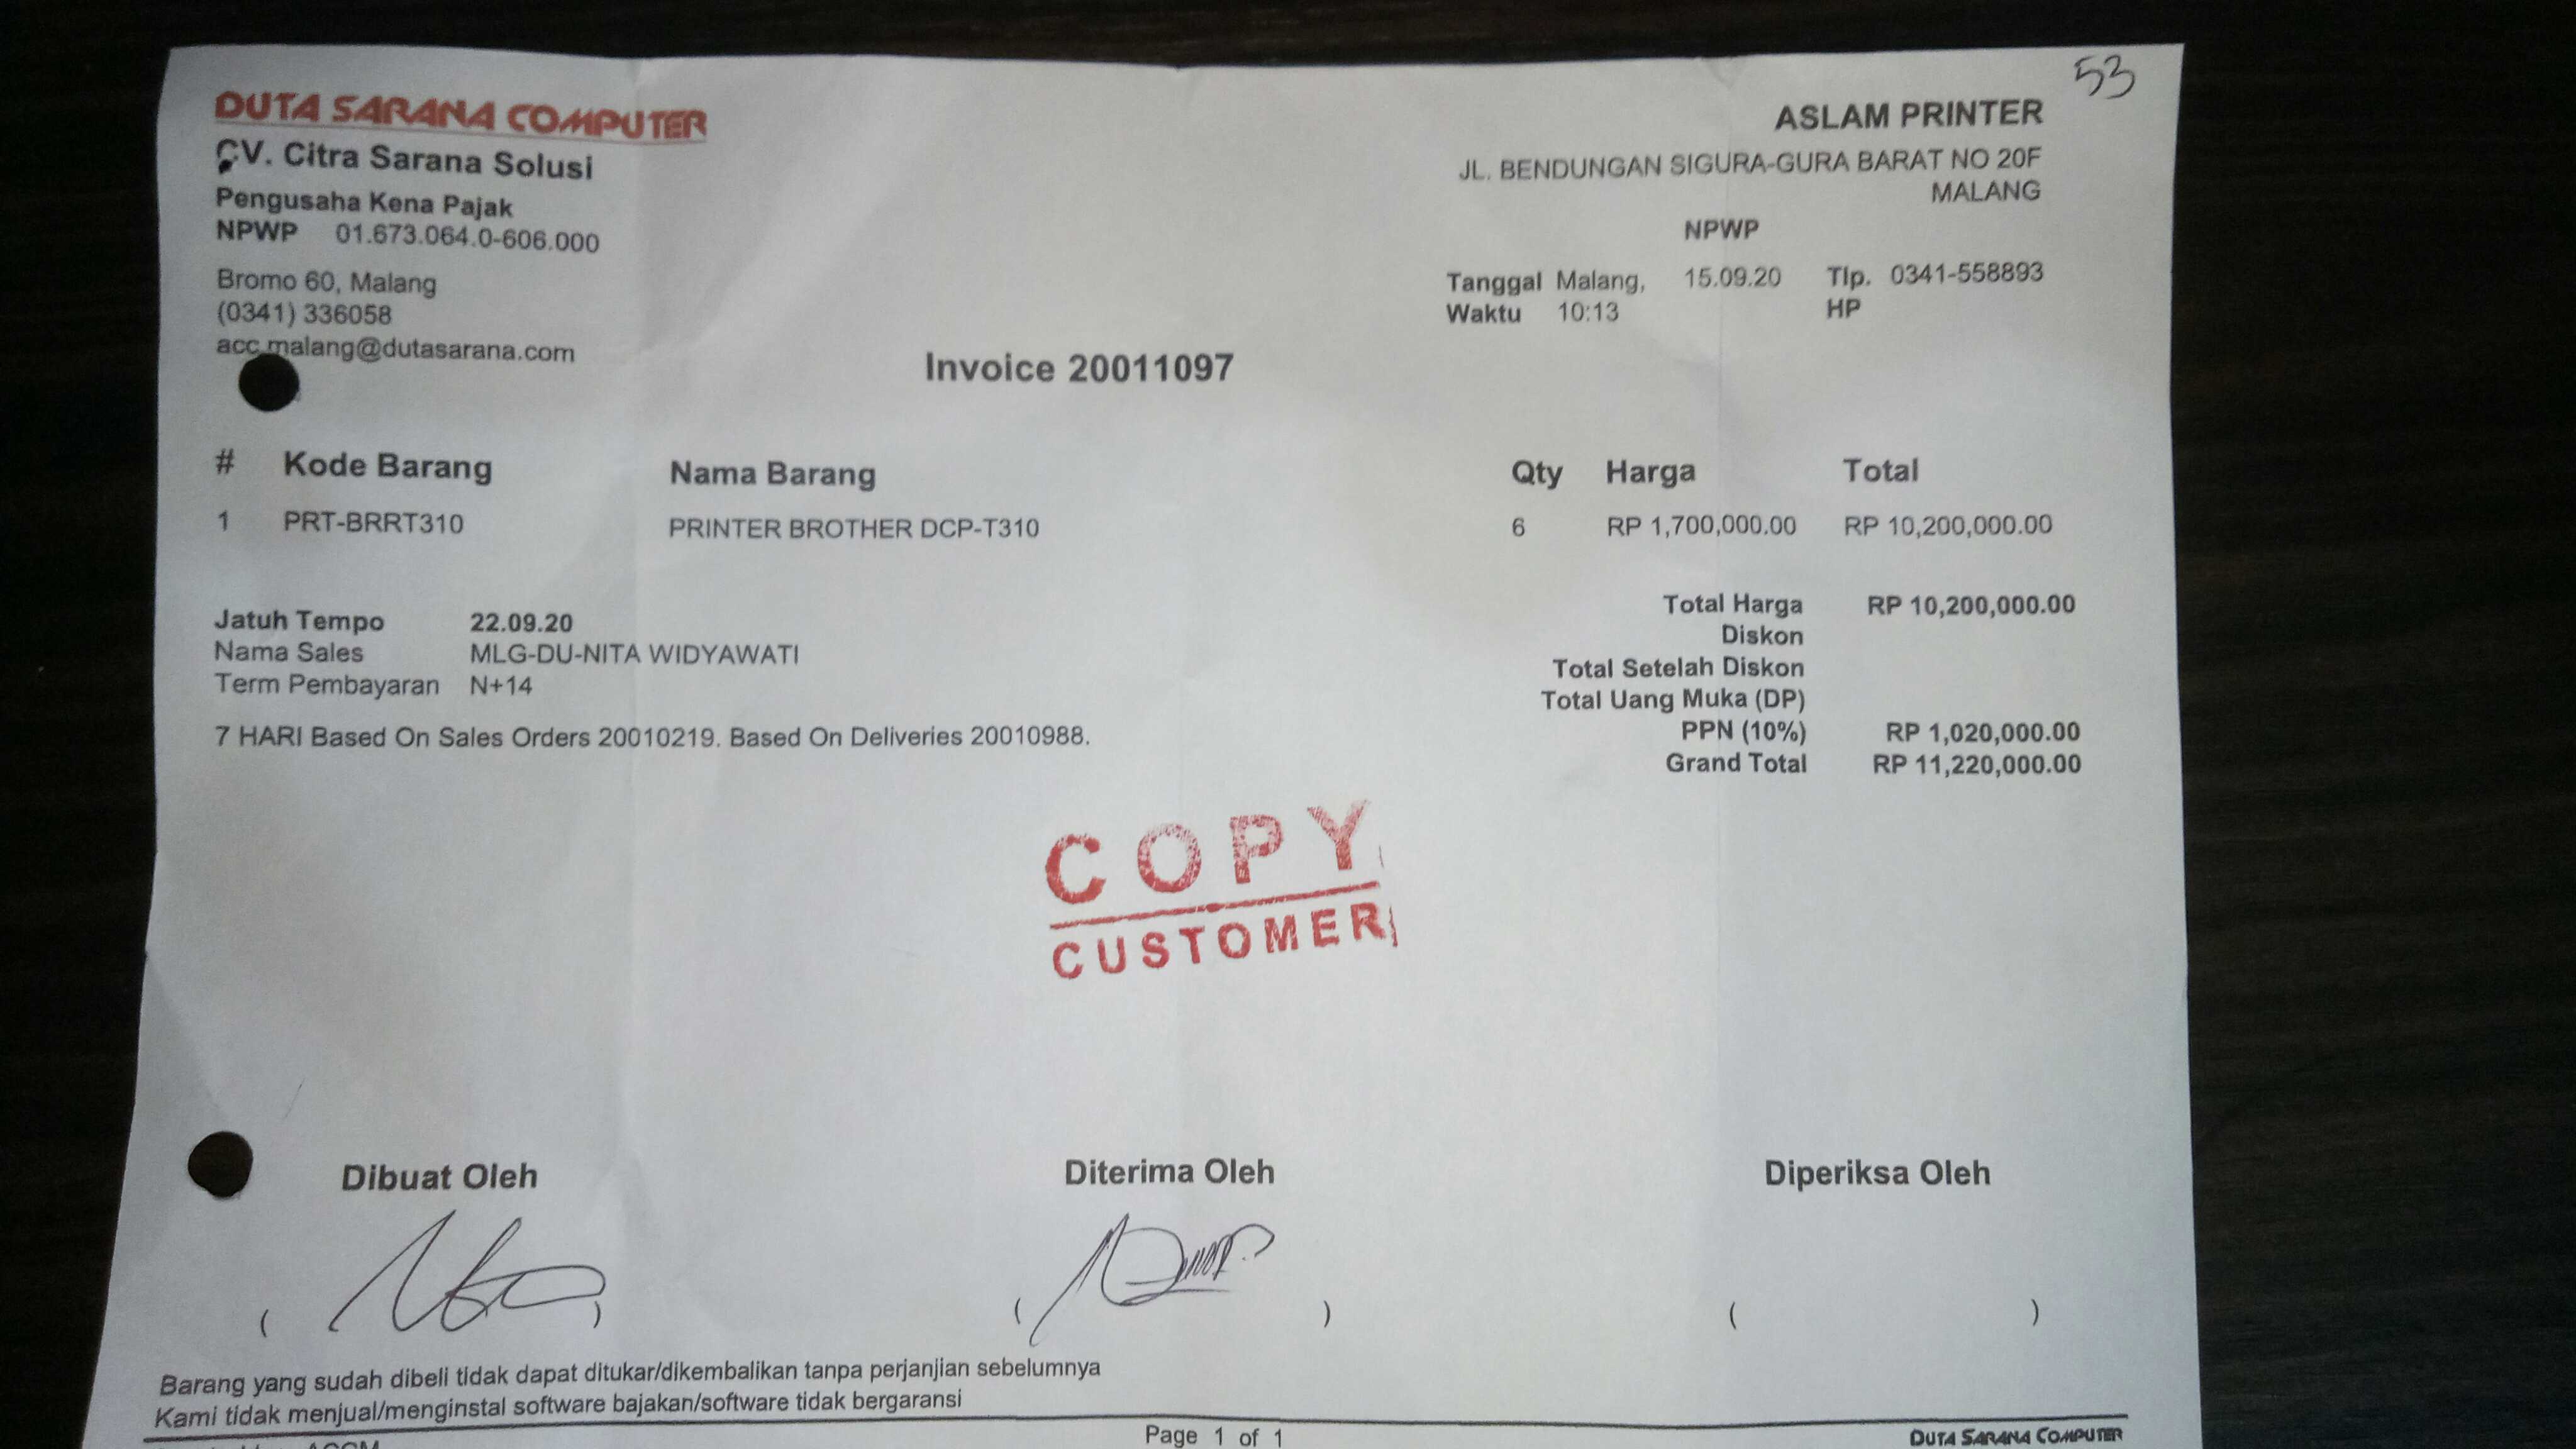 53
DUTA SARANA COMPUTER
CV. Citra Sarana Solusi
Pengusaha Kena Pajak
NPWP 01.673.064.0-606.000
Bromo 60, Malang
(0341) 336058
acc.malang@dutasarana.com
ASLAM PRINTER
JL. BENDUNGAN SIGURA-GURA BARAT NO 20F
MALANG
NPWP
Tanggal Malang, 15.09.20 Tlp. 0341-558893
Waktu 10:13 HP
Invoice 20011097
# Kode Barang Nama Barang Qty Harga Total
1 PRT-BRRT310 PRINTER BROTHER DCP-T310 6 RP 1,700,000.00 RP 10,200,000.00
Jatuh Tempo 22.09.20
Nama Sales MLG-DU-NITA WIDYAWATI
Term Pembayaran N+14
7 HARI Based On Sales Orders 20010219. Based On Deliveries 20010988.
Total Harga RP 10,200,000.00
Diskon
Total Setelah Diskon
Total Uang Muka (DP)
PPN (10%) RP 1,020,000.00
Grand Total RP 11,220,000.00
COPY
CUSTOMER
Dibuat Oleh Diterima Oleh Diperiksa Oleh
( ) ( ) ( )
Barang yang sudah dibeli tidak dapat ditukar/dikembalikan tanpa perjanjian sebelumnya
Kami tidak menjual/menginstal software bajakan/software tidak bergaransi
Page 1 of 1 DUTA SARANA COMPUTER